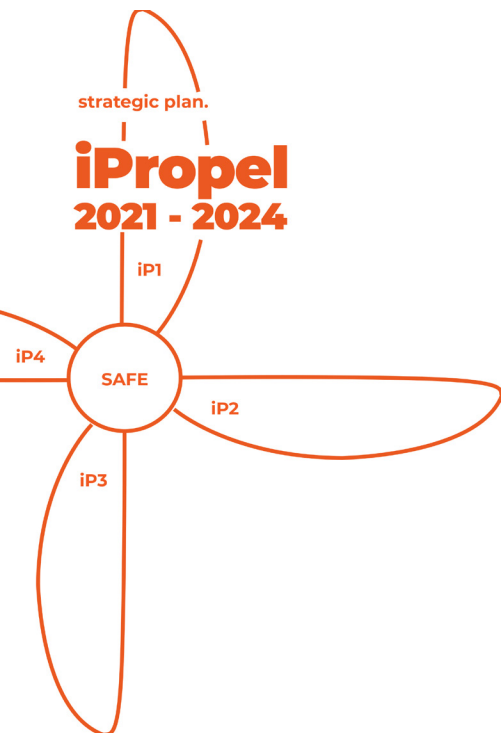 strategic plan.
iPropel
2021 - 2024
iP1
iP4
SAFE
iP2
iP3